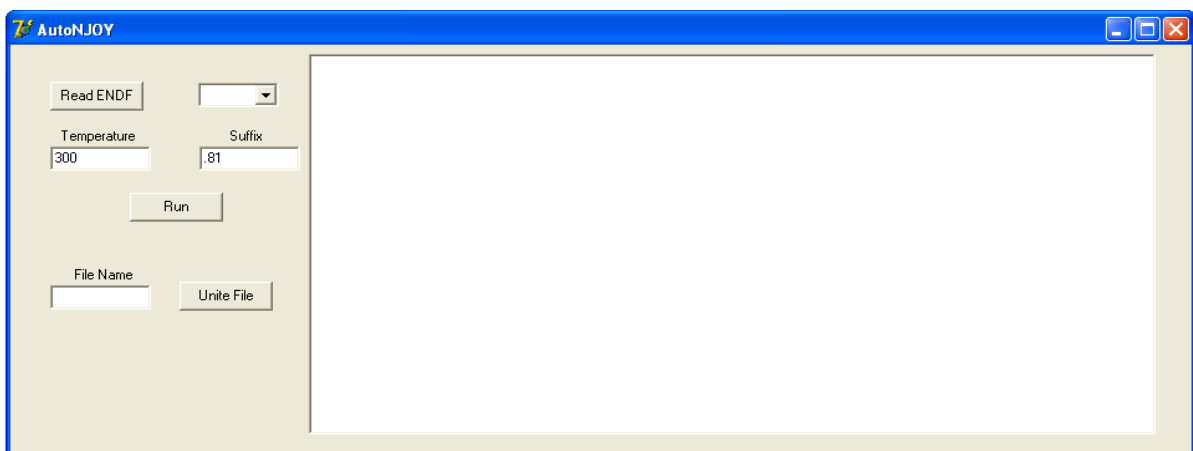 AutoNJOY
Read ENDF
Temperature Suffix
300 .81
Run
File Name
Unite File